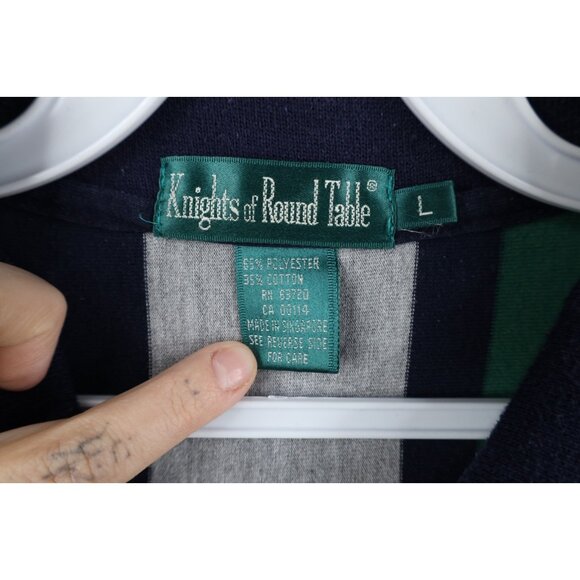 Knights of Round Table®
L
65% POLYESTER
35% COTTON
RN 63720
CA 00114
MADE IN SINGAPORE
SEE REVERSE SIDE
FOR CARE